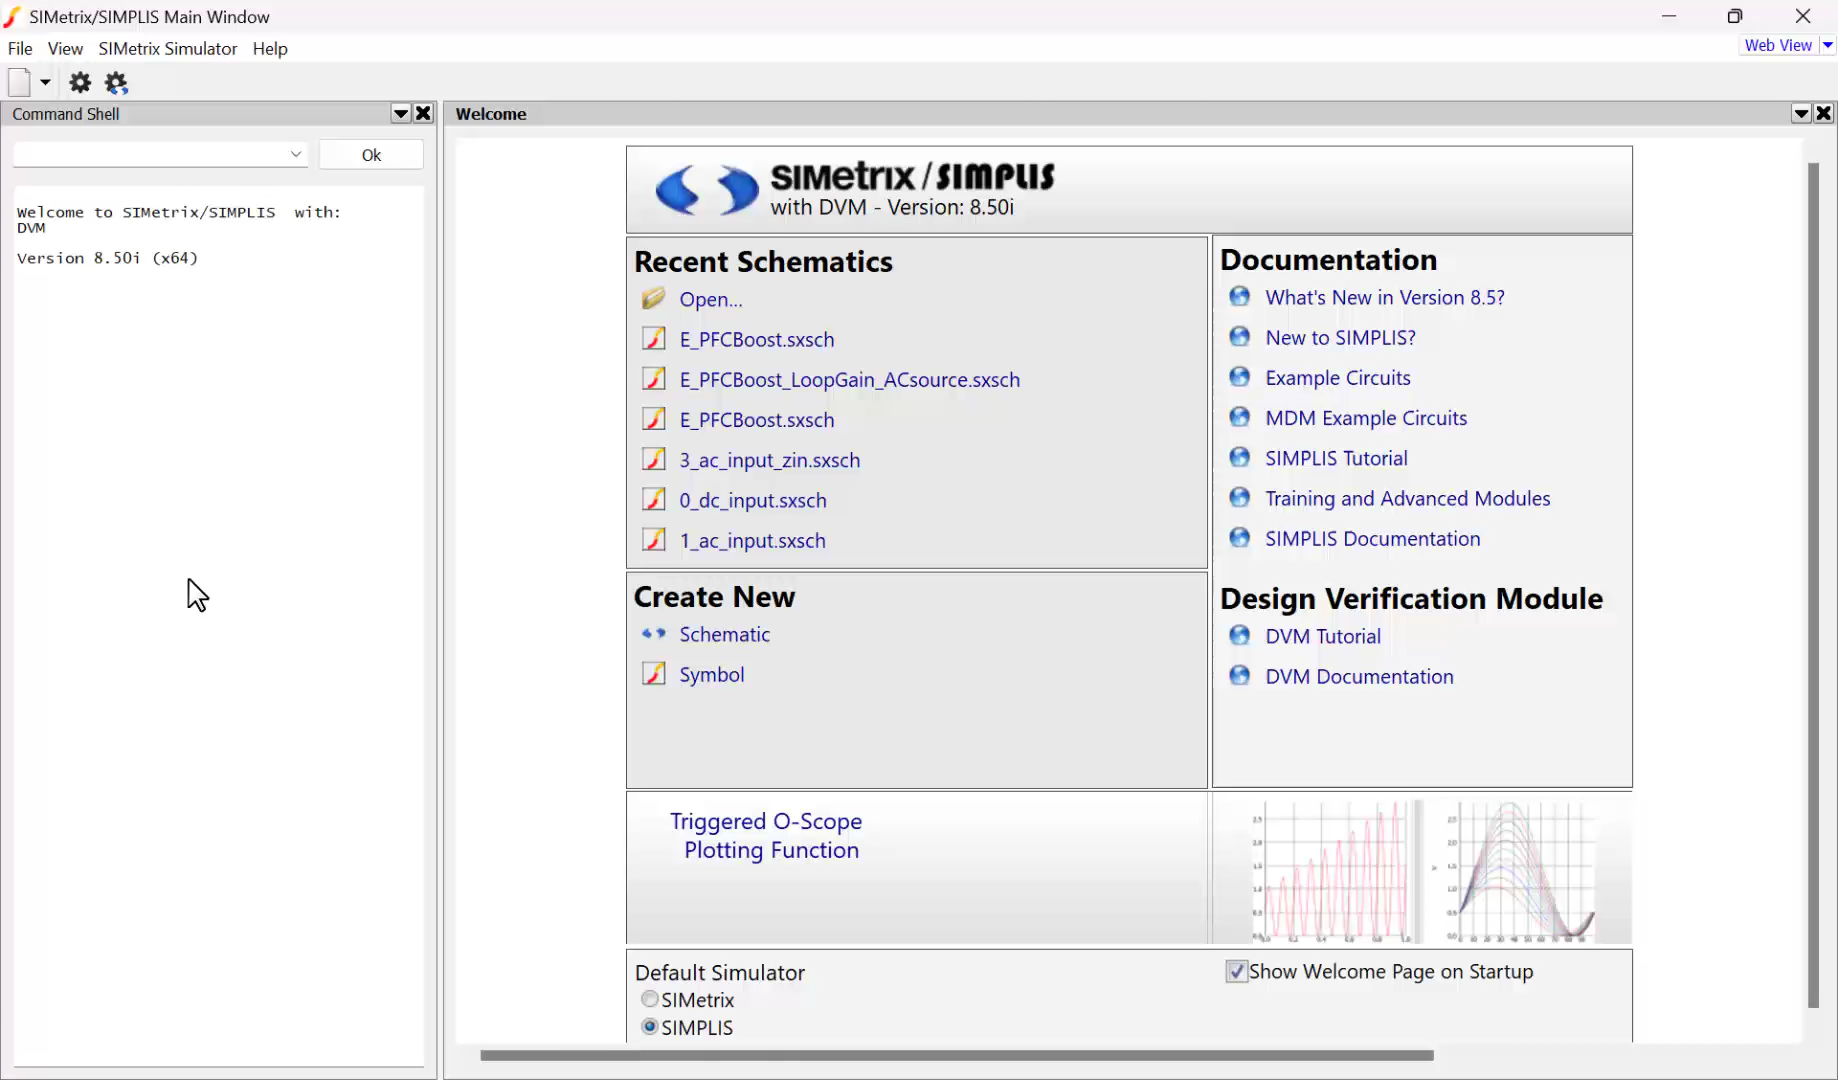 SIMetrix/SIMPLIS Main Window
File View SIMetrix Simulator Help
Web View
Command Shell
Ok
Welcome to SIMetrix/SIMPLIS with:
DVM
Version 8.50i (x64)
Welcome
SIMetrix/SIMPLIS
with DVM - Version: 8.50i
Recent Schematics
Open...
E_PFCBoost.sxsch
E_PFCBoost_LoopGain_ACsource.sxsch
E_PFCBoost.sxsch
3_ac_input_zin.sxsch
0_dc_input.sxsch
1_ac_input.sxsch
Create New
Schematic
Symbol
Documentation
What's New in Version 8.5?
New to SIMPLIS?
Example Circuits
MDM Example Circuits
SIMPLIS Tutorial
Training and Advanced Modules
SIMPLIS Documentation
Design Verification Module
DVM Tutorial
DVM Documentation
Triggered O-Scope
Plotting Function
Default Simulator
SIMetrix
SIMPLIS
Show Welcome Page on Startup